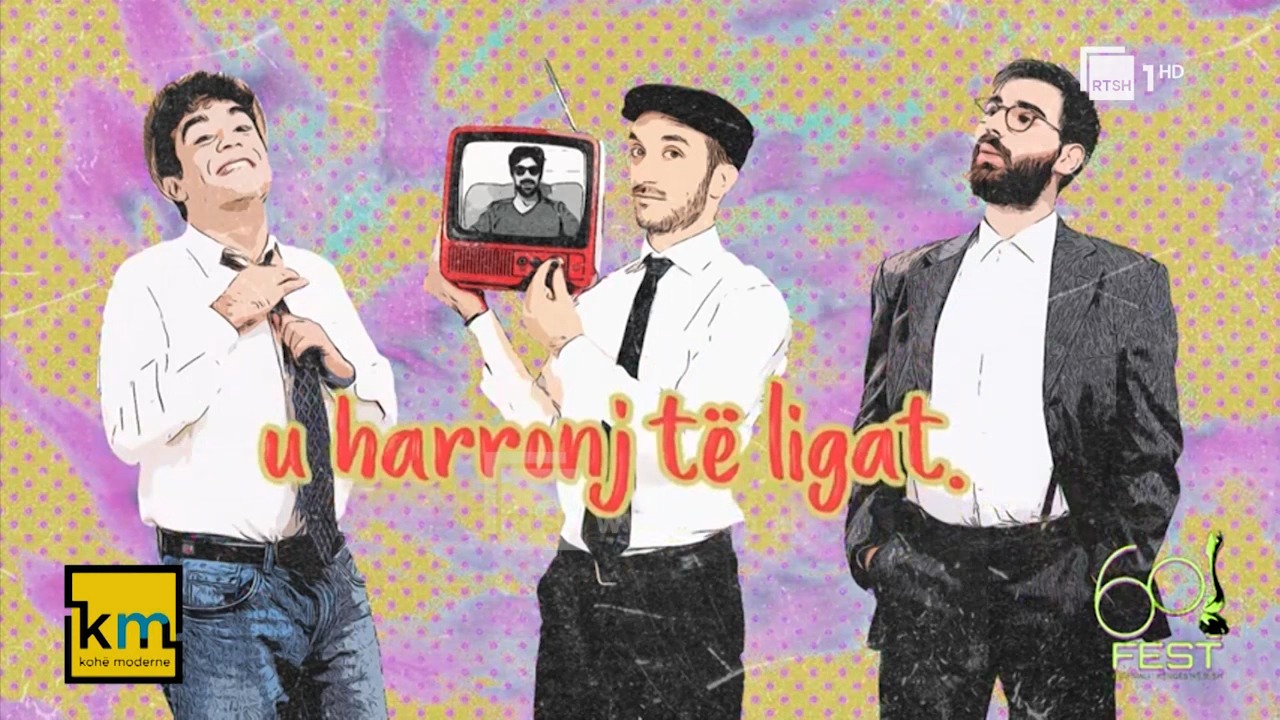 RTSH 1 HD
u harronj të ligat.
km
kohë moderne
60!
FEST